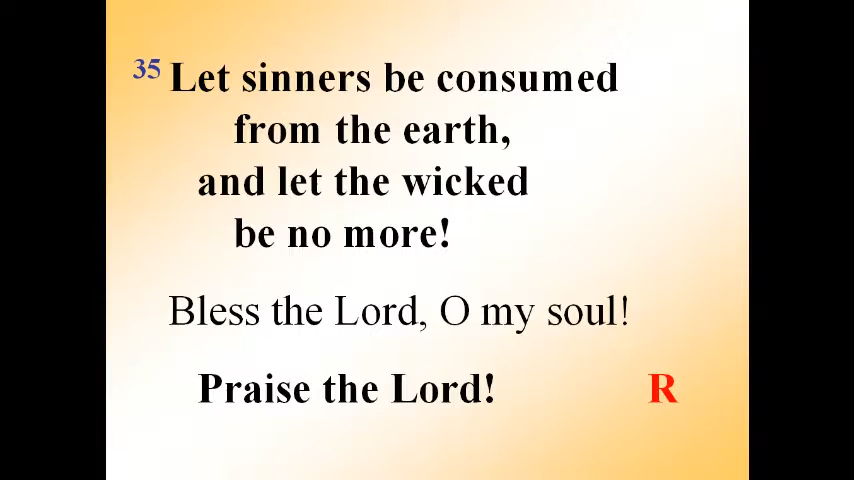 35 Let sinners be consumed
from the earth,
and let the wicked
be no more!
Bless the Lord, O my soul!
Praise the Lord! R